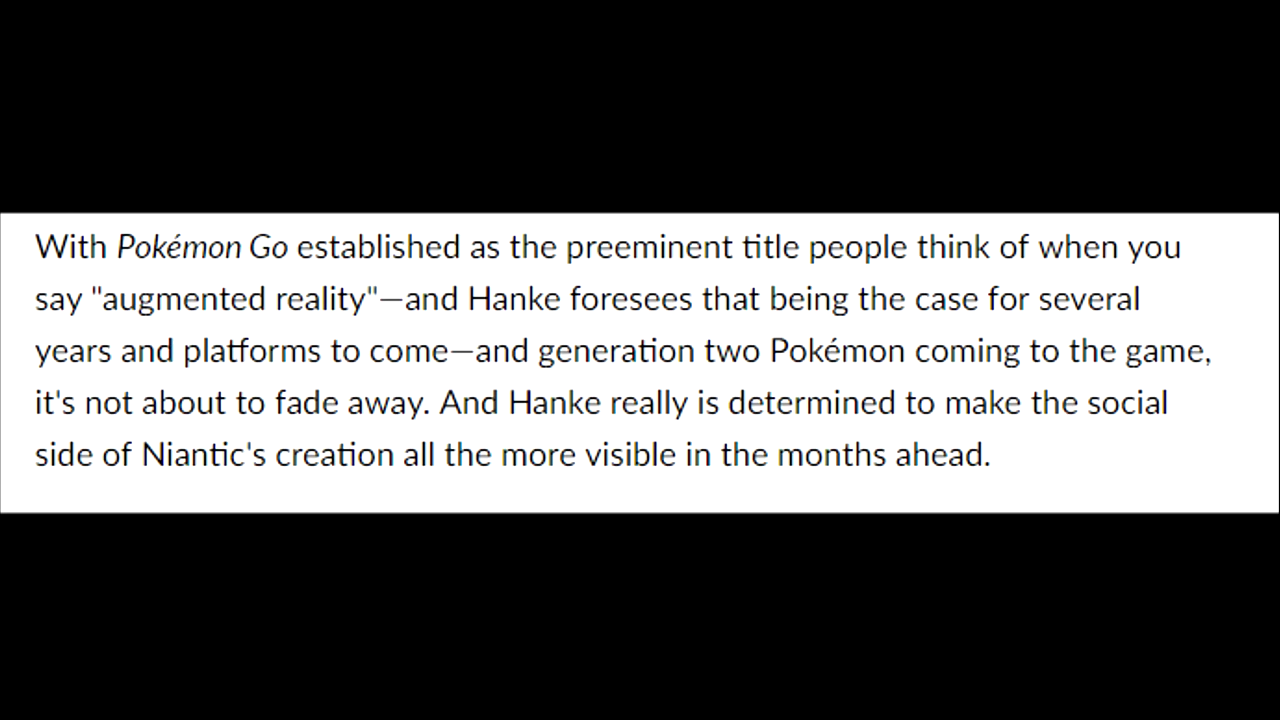 With Pokémon Go established as the preeminent title people think of when you
say "augmented reality"—and Hanke foresees that being the case for several
years and platforms to come—and generation two Pokémon coming to the game,
it's not about to fade away. And Hanke really is determined to make the social
side of Niantic's creation all the more visible in the months ahead.